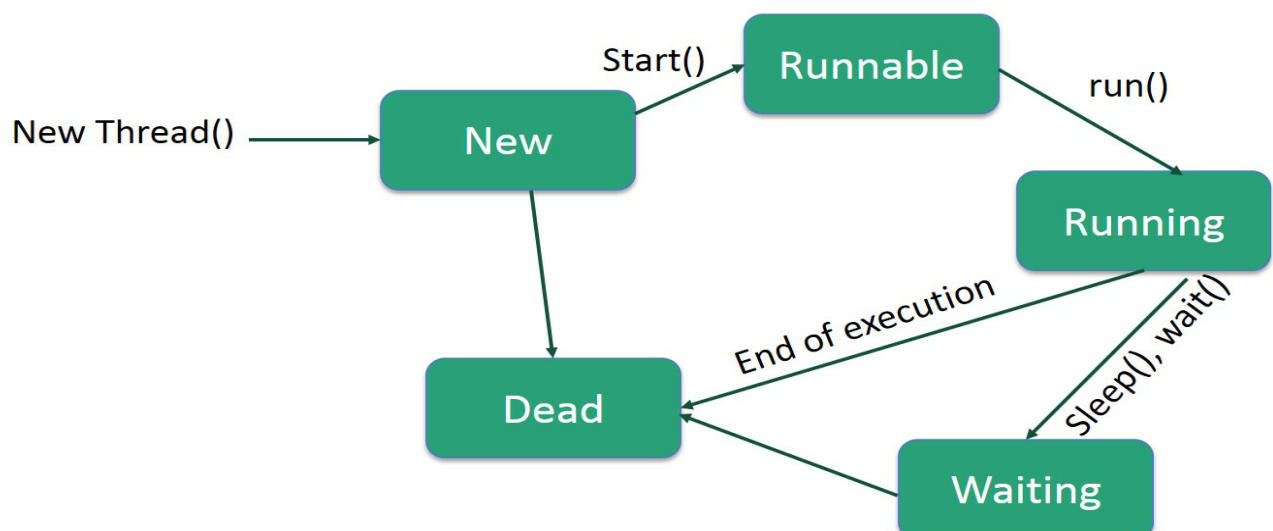 New Thread()
New
Start()
Runnable
run()
Running
End of execution
Sleep(), wait()
Dead
Waiting